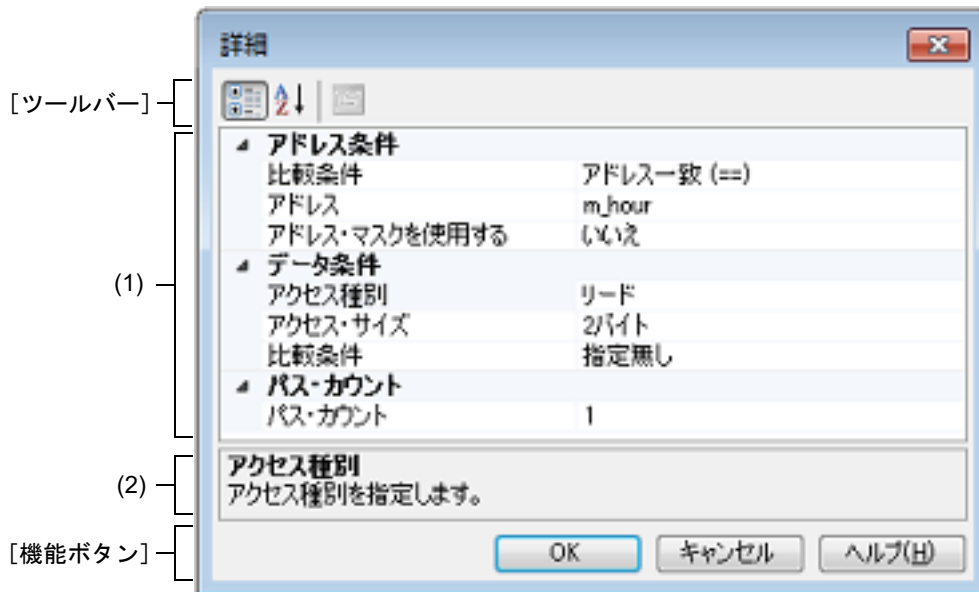 詳細
[ツールバー]
(1)
アドレス条件
比較条件 アドレス一致 (==)
アドレス m_hour
アドレス・マスクを使用する いいえ
データ条件
アクセス種別 リード
アクセス・サイズ 2バイト
比較条件 指定無し
パス・カウント
パス・カウント 1
(2)
アクセス種別
アクセス種別を指定します。
[機能ボタン]
OK キャンセル ヘルプ(H)